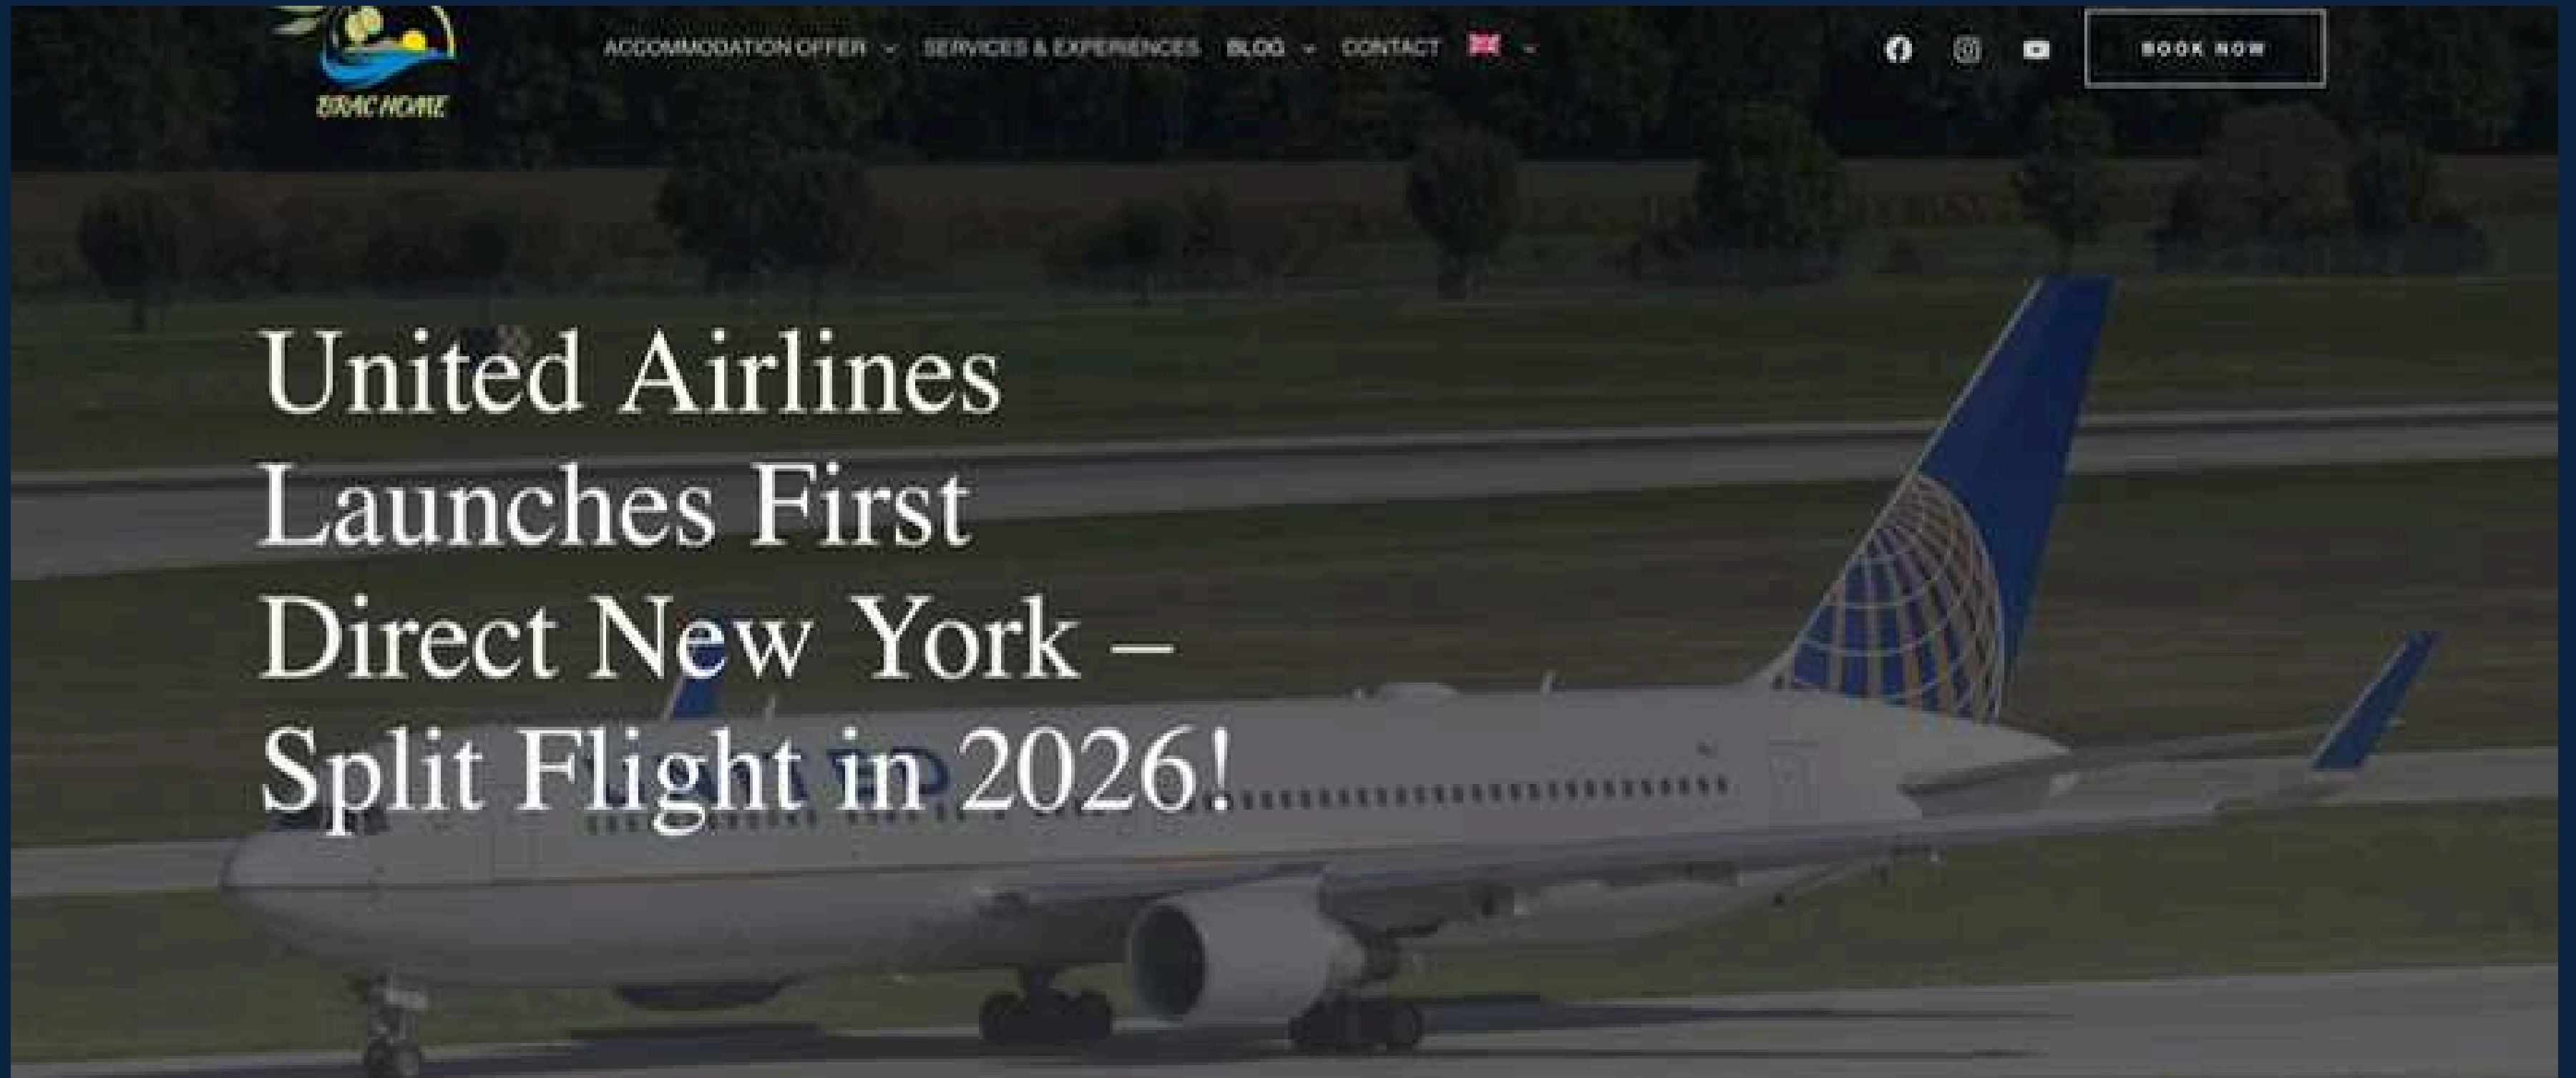 BRAC HOME
ACCOMMODATION OFFER
SERVICES & EXPERIENCES
BLOG
CONTACT
BOOK NOW
United Airlines
Launches First
Direct New York –
Split Flight in 2026!